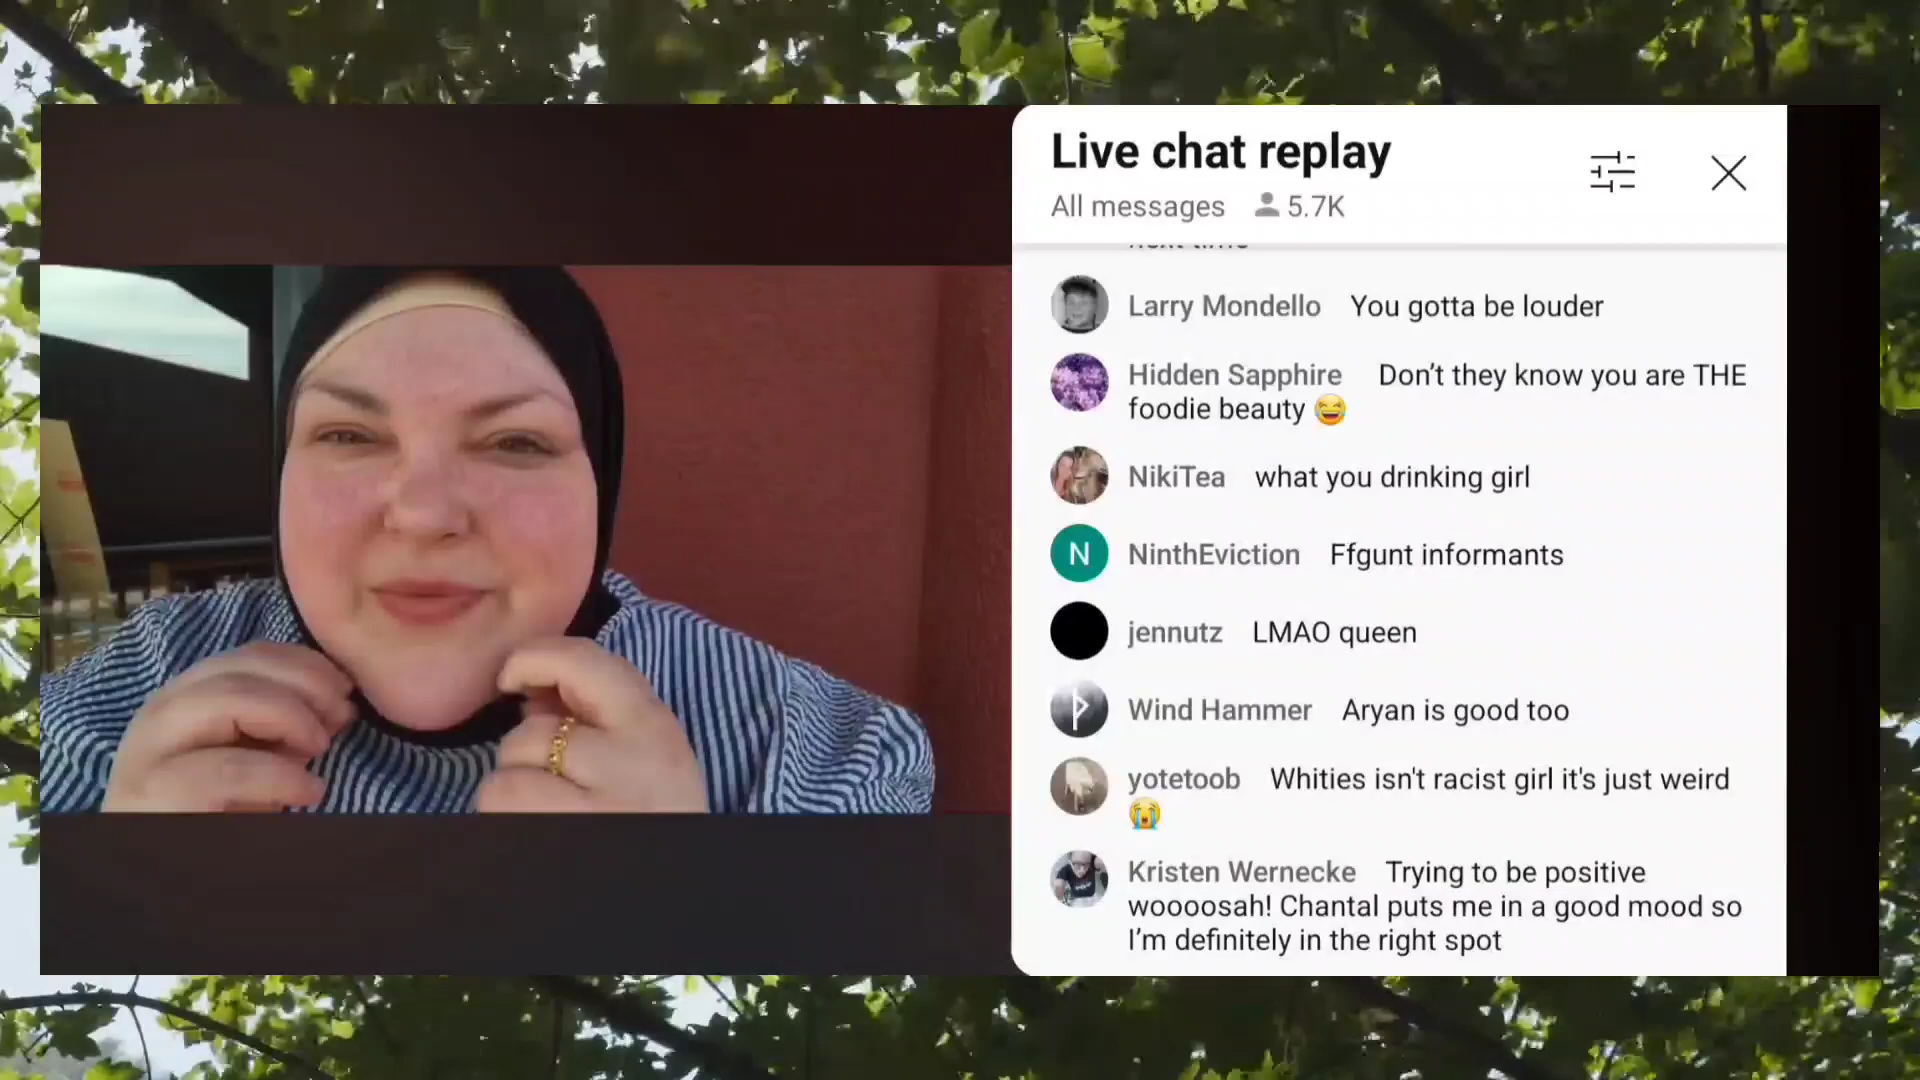 Live chat replay
All messages 5.7K
Larry Mondello You gotta be louder
Hidden Sapphire Don’t they know you are THE
foodie beauty 😂
NikiTea what you drinking girl
N NinthEviction Ffgunt informants
jennutz LMAO queen
Wind Hammer Aryan is good too
yotetoob Whities isn't racist girl it's just weird
😭
Kristen Wernecke Trying to be positive
woooosah! Chantal puts me in a good mood so
I’m definitely in the right spot